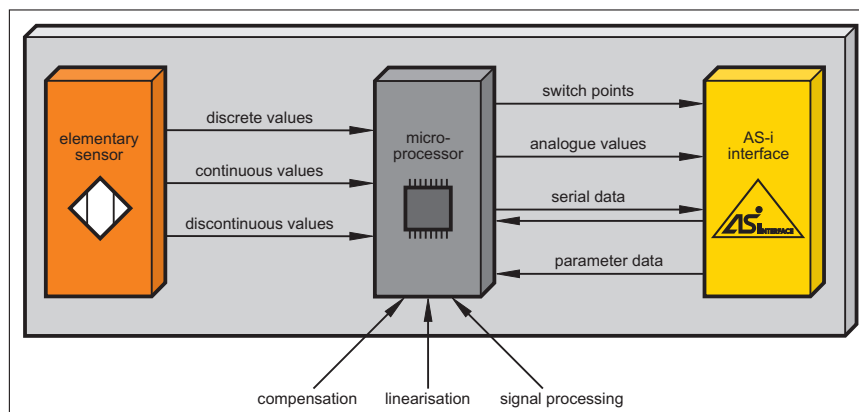 elementary
sensor
discrete values
continuous values
discontinuous values
micro-
processor
switch points
analogue values
serial data
parameter data
AS-i
interface
ASi INTERFACE
compensation
linearisation
signal processing